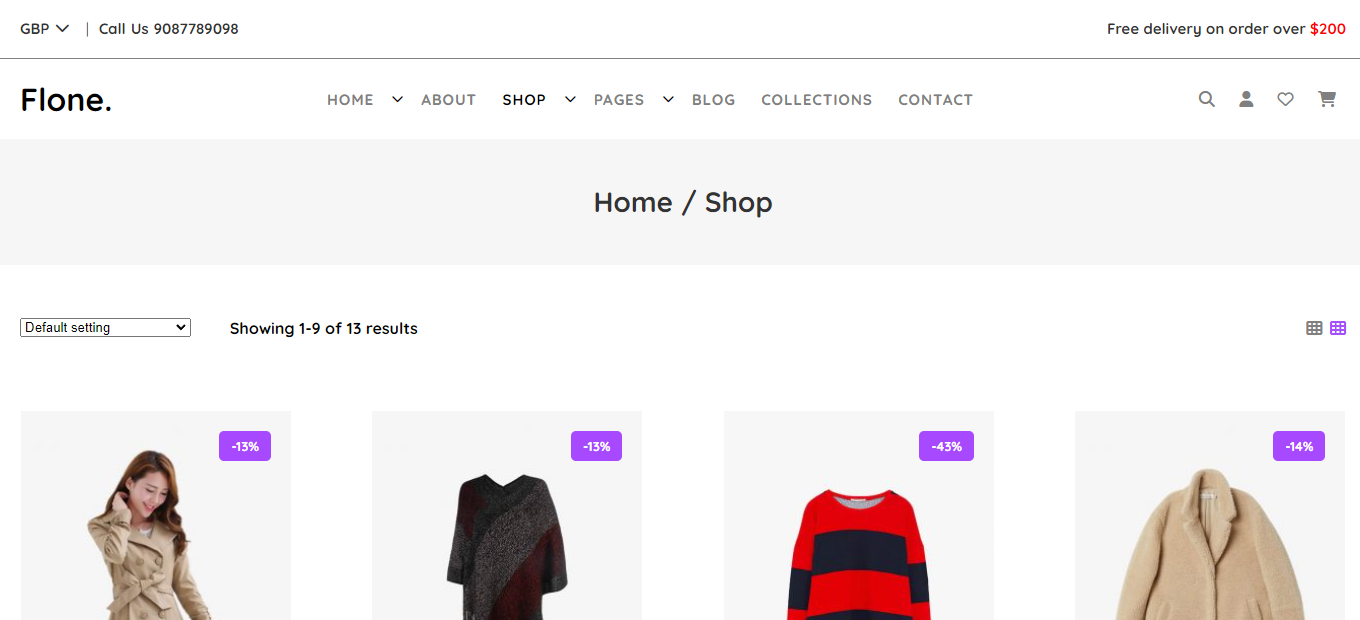 GBP | Call Us 9087789098 Free delivery on order over $200
Flone. HOME ABOUT SHOP PAGES BLOG COLLECTIONS CONTACT
Home / Shop
Default setting Showing 1-9 of 13 results
-13% -13% -43% -14%